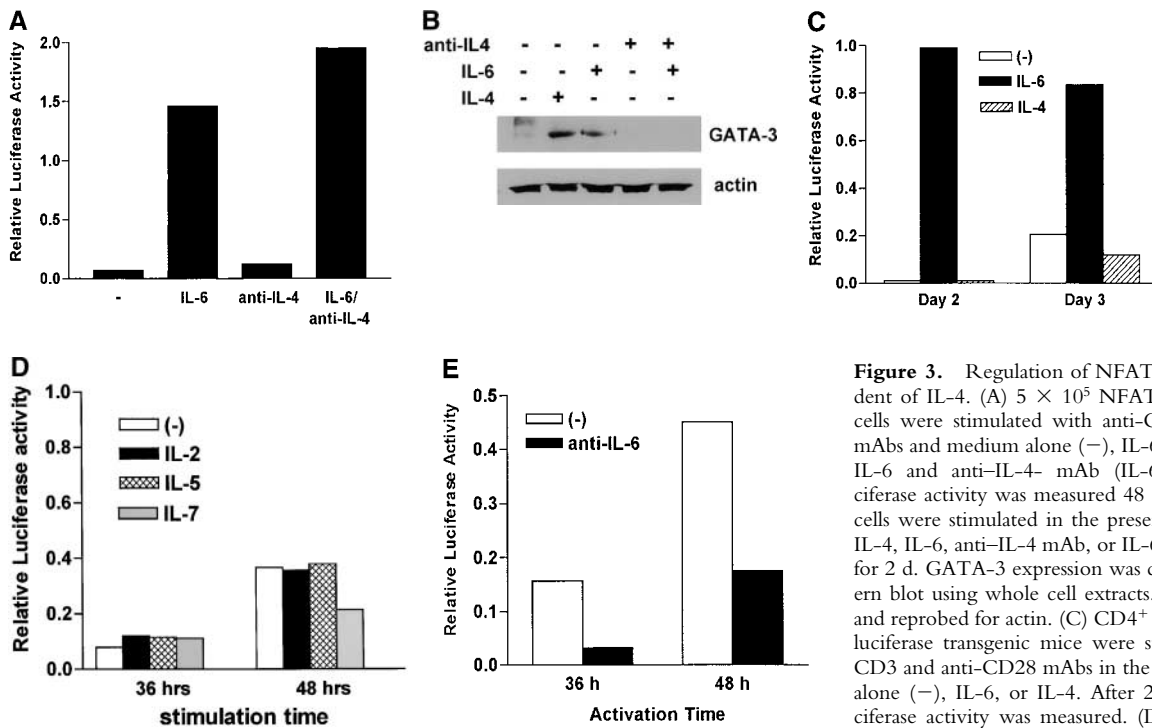 A
Relative Luciferase Activity
2.0
1.5
1.0
0.5
0.0
- IL-6 anti-IL-4 IL-6/
anti-IL-4
B
anti-IL4 - - - + +
IL-6 - - + - +
IL-4 - + - - -
GATA-3
actin
C
Relative Luciferase Activity
1.0
0.8
0.6
0.4
0.2
0.0
(-)
IL-6
IL-4
Day 2 Day 3
D
Relative Luciferase activity
1.0
0.8
0.6
0.4
0.2
0.0
(-)
IL-2
IL-5
IL-7
36 hrs 48 hrs
stimulation time
E
Relative Luciferase Activity
0.5
0.4
0.3
0.2
0.1
0.0
(-)
anti-IL-6
36 h 48 h
Activation Time
Figure 3. Regulation of NFAT
dent of IL-4. (A) 5 × 10⁵ NFAT
cells were stimulated with anti-C
mAbs and medium alone (−), IL-6
IL-6 and anti–IL-4- mAb (IL-6
ciferase activity was measured 48
cells were stimulated in the prese
IL-4, IL-6, anti–IL-4 mAb, or IL-6
for 2 d. GATA-3 expression was d
ern blot using whole cell extracts.
and reprobed for actin. (C) CD4⁺
luciferase transgenic mice were s
CD3 and anti-CD28 mAbs in the
alone (−), IL-6, or IL-4. After 2
ciferase activity was measured. (D